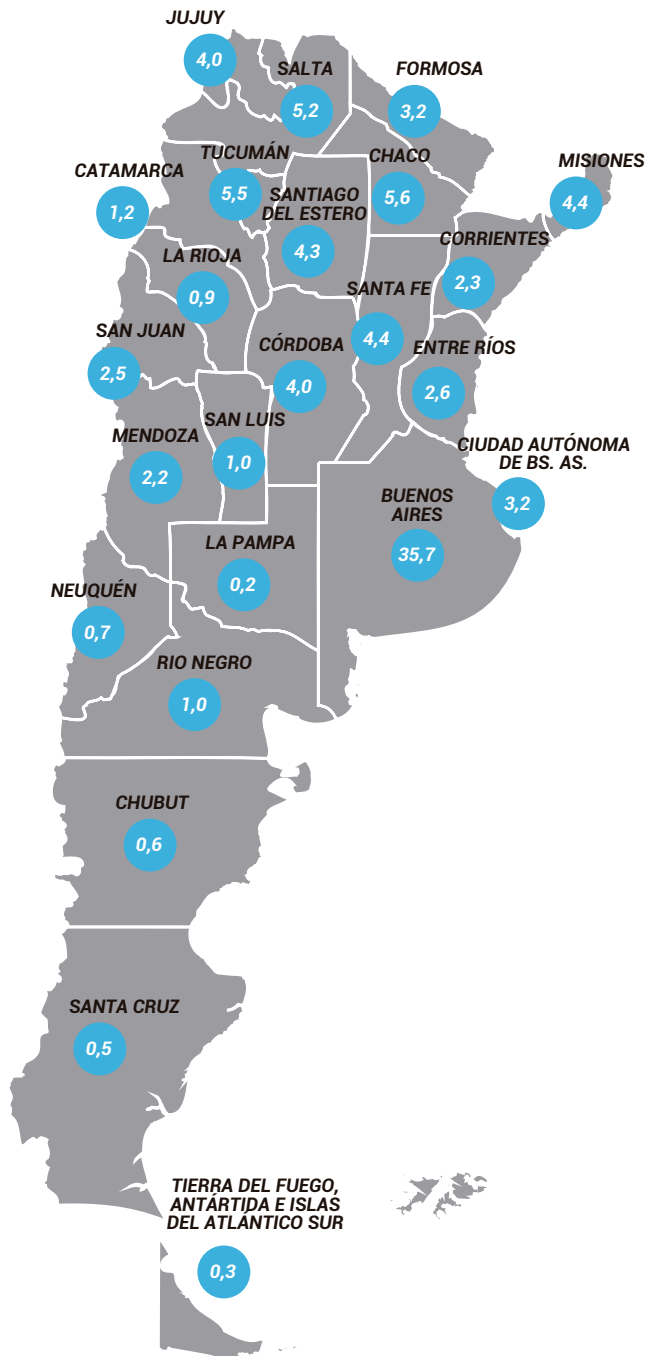 JUJUY
4,0
SALTA
5,2
FORMOSA
3,2
TUCUMÁN
5,5
CHACO
5,6
MISIONES
4,4
CATAMARCA
1,2
SANTIAGO
DEL ESTERO
4,3
CORRIENTES
2,3
LA RIOJA
0,9
SANTA FE
4,4
SAN JUAN
2,5
CÓRDOBA
4,0
ENTRE RÍOS
2,6
SAN LUIS
1,0
MENDOZA
2,2
CIUDAD AUTÓNOMA
DE BS. AS.
3,2
BUENOS
AIRES
35,7
LA PAMPA
0,2
NEUQUÉN
0,7
RIO NEGRO
1,0
CHUBUT
0,6
SANTA CRUZ
0,5
TIERRA DEL FUEGO,
ANTÁRTIDA E ISLAS
DEL ATLÁNTICO SUR
0,3